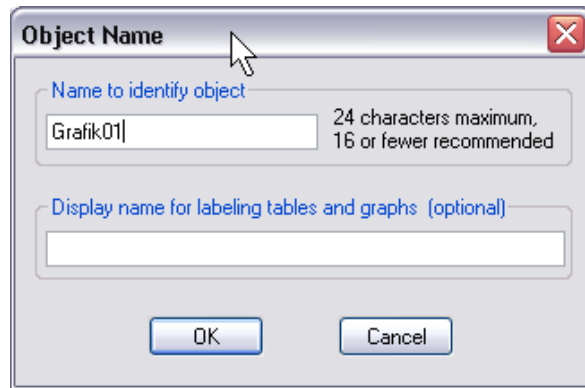 Object Name
Name to identify object
Grafik01
24 characters maximum,
16 or fewer recommended
Display name for labeling tables and graphs (optional)
OK
Cancel